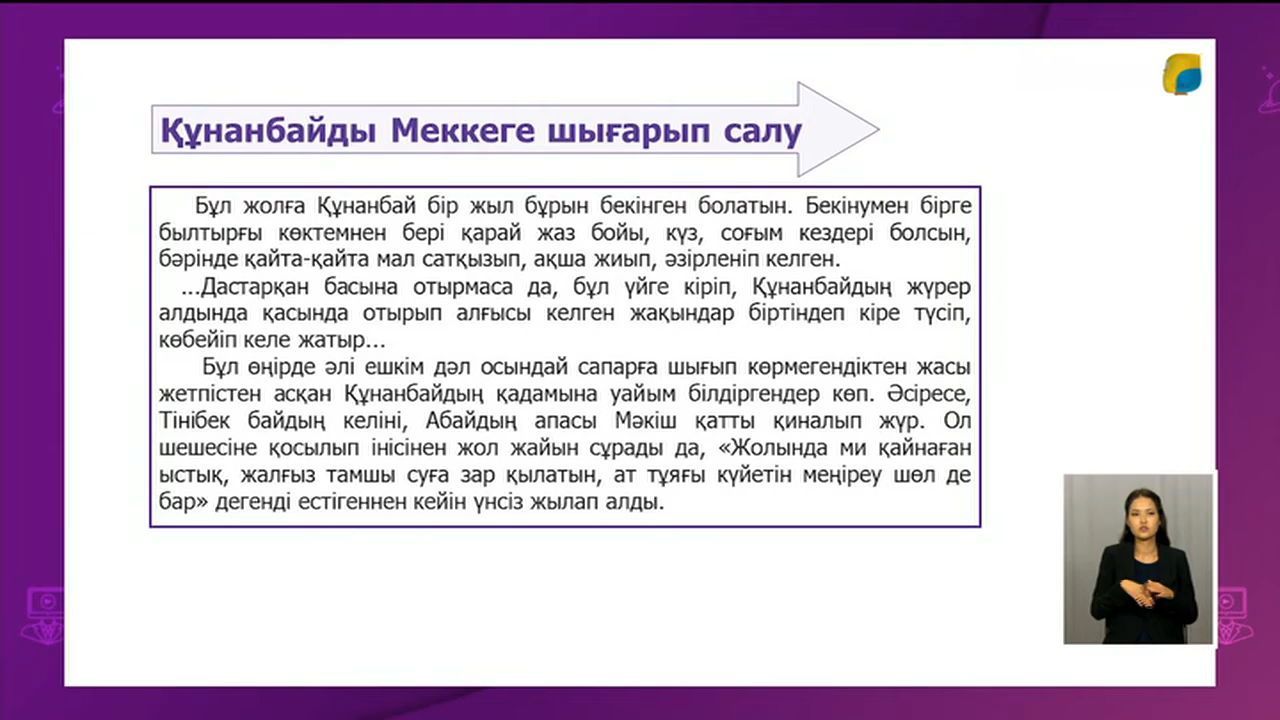 Құнанбайды Меккеге шығарып салу
Бұл жолға Құнанбай бір жыл бұрын бекінген болатын. Бекінумен бірге
былтырғы көктемнен бері қарай жаз бойы, күз, соғым кездері болсын,
бәрінде қайта-қайта мал сатқызып, ақша жиып, әзірленіп келген.
...Дастарқан басына отырмаса да, бұл үйге кіріп, Құнанбайдың жүрер
алдында қасында отырып алғысы келген жақындар біртіндеп кіре түсіп,
көбейіп келе жатыр...
Бұл өңірде әлі ешкім дәл осындай сапарға шығып көрмегендіктен жасы
жетпістен асқан Құнанбайдың қадамына уайым білдіргендер көп. Әсіресе,
Тінібек байдың келіні, Абайдың апасы Мәкіш қатты қиналып жүр. Ол
шешесіне қосылып інісінен жол жайын сұрады да, «Жолында ми қайнаған
ыстық, жалғыз тамшы суға зар қылатын, ат тұяғы күйетін меңіреу шөл де
бар» дегенді естігеннен кейін үнсіз жылап алды.